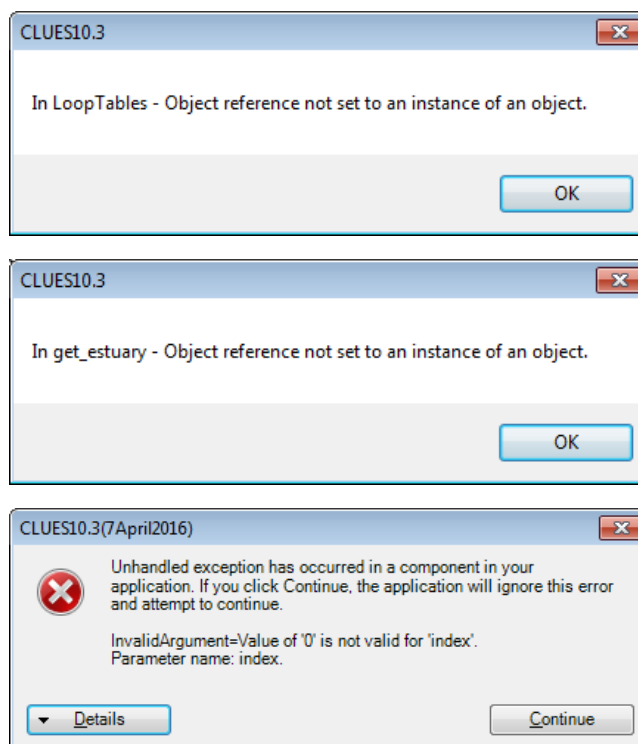 CLUES10.3
In LoopTables - Object reference not set to an instance of an object.
OK
CLUES10.3
In get_estuary - Object reference not set to an instance of an object.
OK
CLUES10.3(7April2016)
Unhandled exception has occurred in a component in your
application. If you click Continue, the application will ignore this error
and attempt to continue.
InvalidArgument=Value of '0' is not valid for 'index'.
Parameter name: index.
Details
Continue